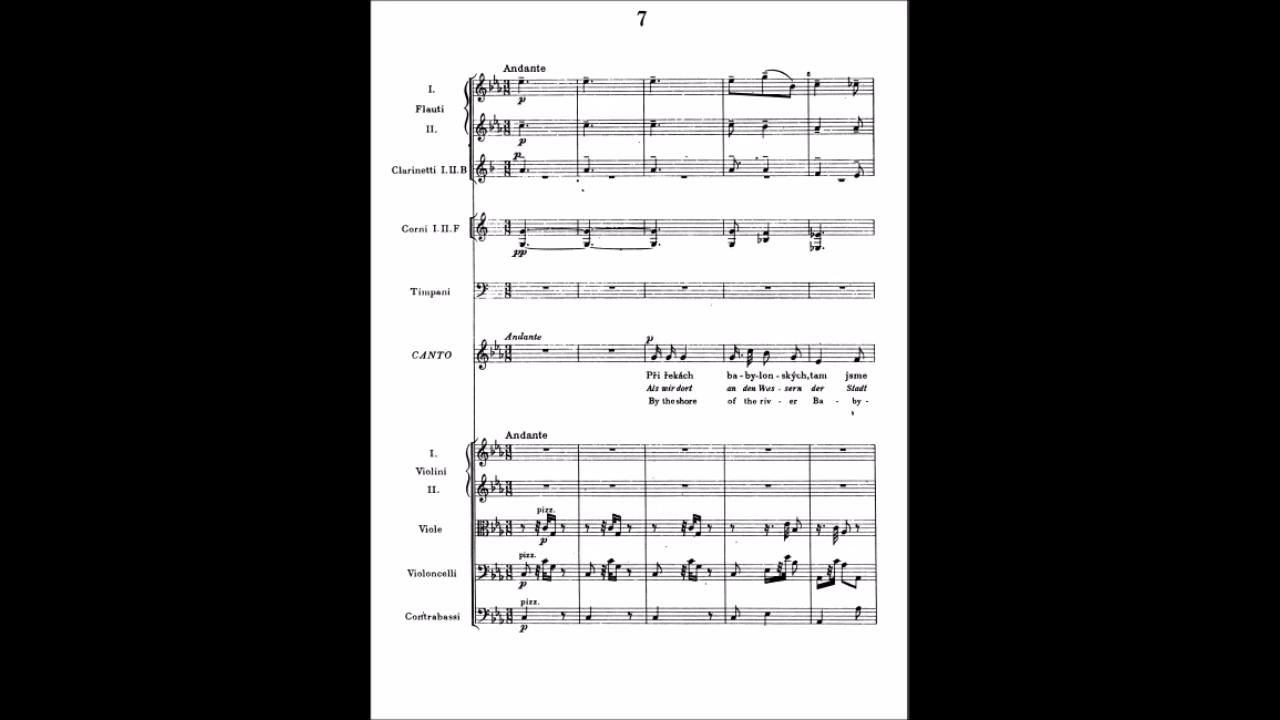 7
Andante
I.
p
Flauti
II.
p
p
Clarinetti I.II.B
Corni I.II.F
pp
Timpani
Andante
p
CANTO
Při řekách ba-by-lon-ských, tam jsme
Als wir dort an den Was-sern der Stadt
By the shore of the riv-er Ba-by-
Andante
I.
Violini
II.
pizz.
Viole
p
pizz.
Violoncelli
p
pizz.
Contrabassi
p